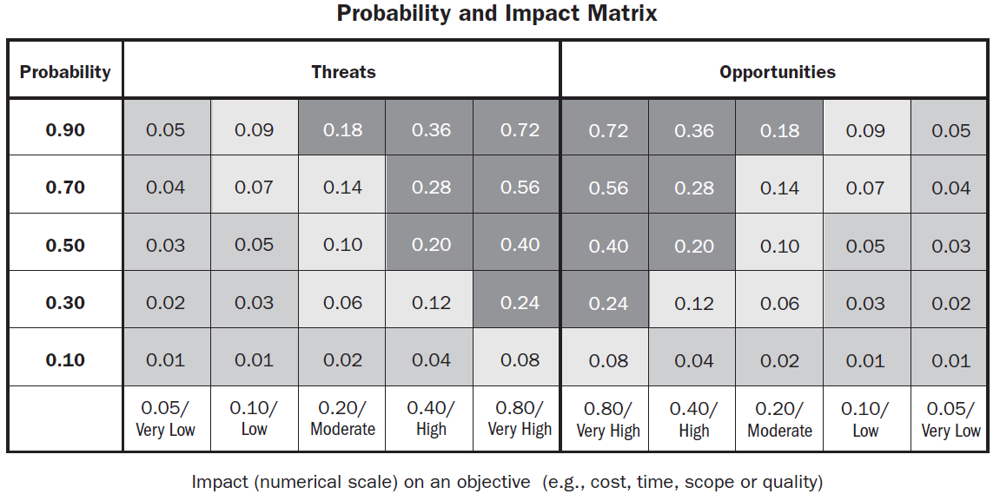 Probability and Impact Matrix
Probability Threats Opportunities
0.90 0.05 0.09 0.18 0.36 0.72 0.72 0.36 0.18 0.09 0.05
0.70 0.04 0.07 0.14 0.28 0.56 0.56 0.28 0.14 0.07 0.04
0.50 0.03 0.05 0.10 0.20 0.40 0.40 0.20 0.10 0.05 0.03
0.30 0.02 0.03 0.06 0.12 0.24 0.24 0.12 0.06 0.03 0.02
0.10 0.01 0.01 0.02 0.04 0.08 0.08 0.04 0.02 0.01 0.01
0.05/ 0.10/ 0.20/ 0.40/ 0.80/ 0.80/ 0.40/ 0.20/ 0.10/ 0.05/
Very Low Low Moderate High Very High Very High High Moderate Low Very Low
Impact (numerical scale) on an objective (e.g., cost, time, scope or quality)